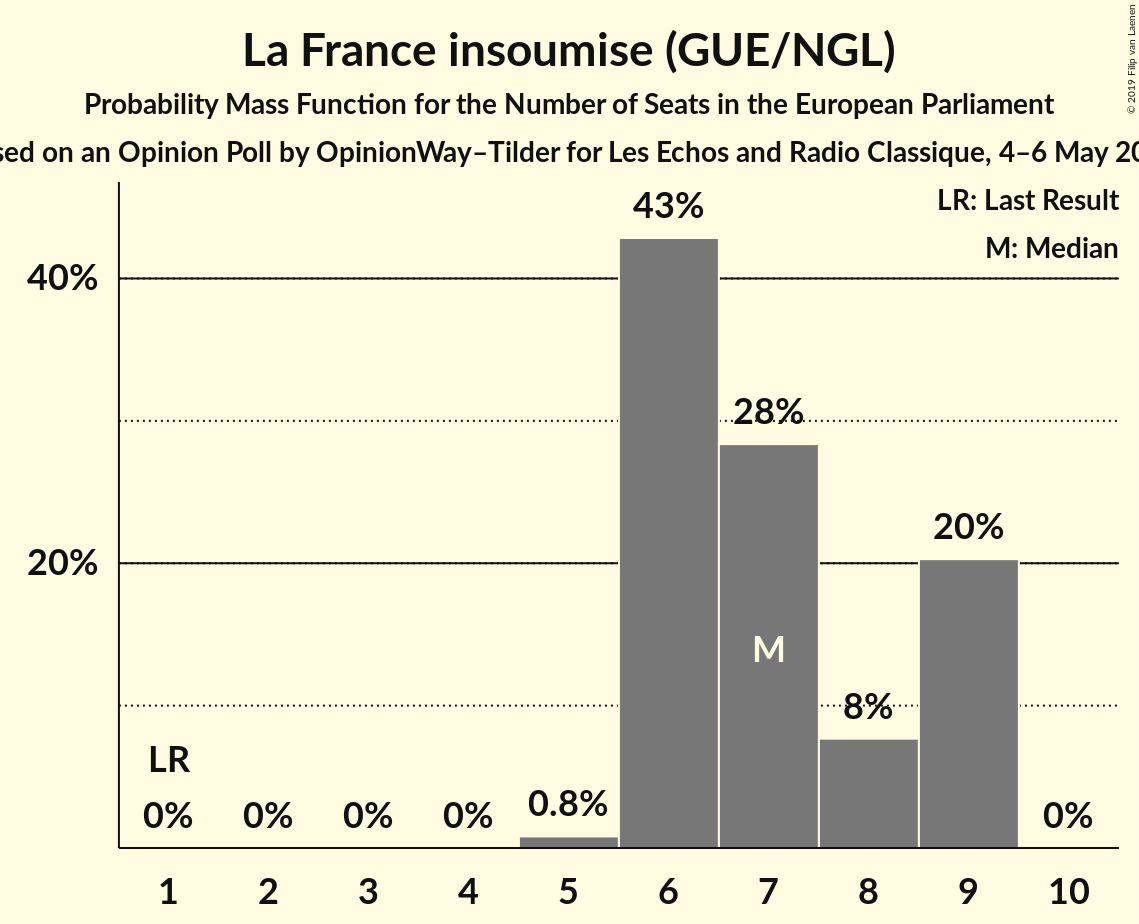 La France insoumise (GUE/NGL)
Probability Mass Function for the Number of Seats in the European Parliament
sed on an Opinion Poll by OpinionWay–Tilder for Les Echos and Radio Classique, 4–6 May 20
© 2019 Filip van Laenen
LR: Last Result
M: Median
43%
40%
28%
20%
20%
M
8%
LR
0.8%
0% 0% 0% 0% 0%
1 2 3 4 5 6 7 8 9 10